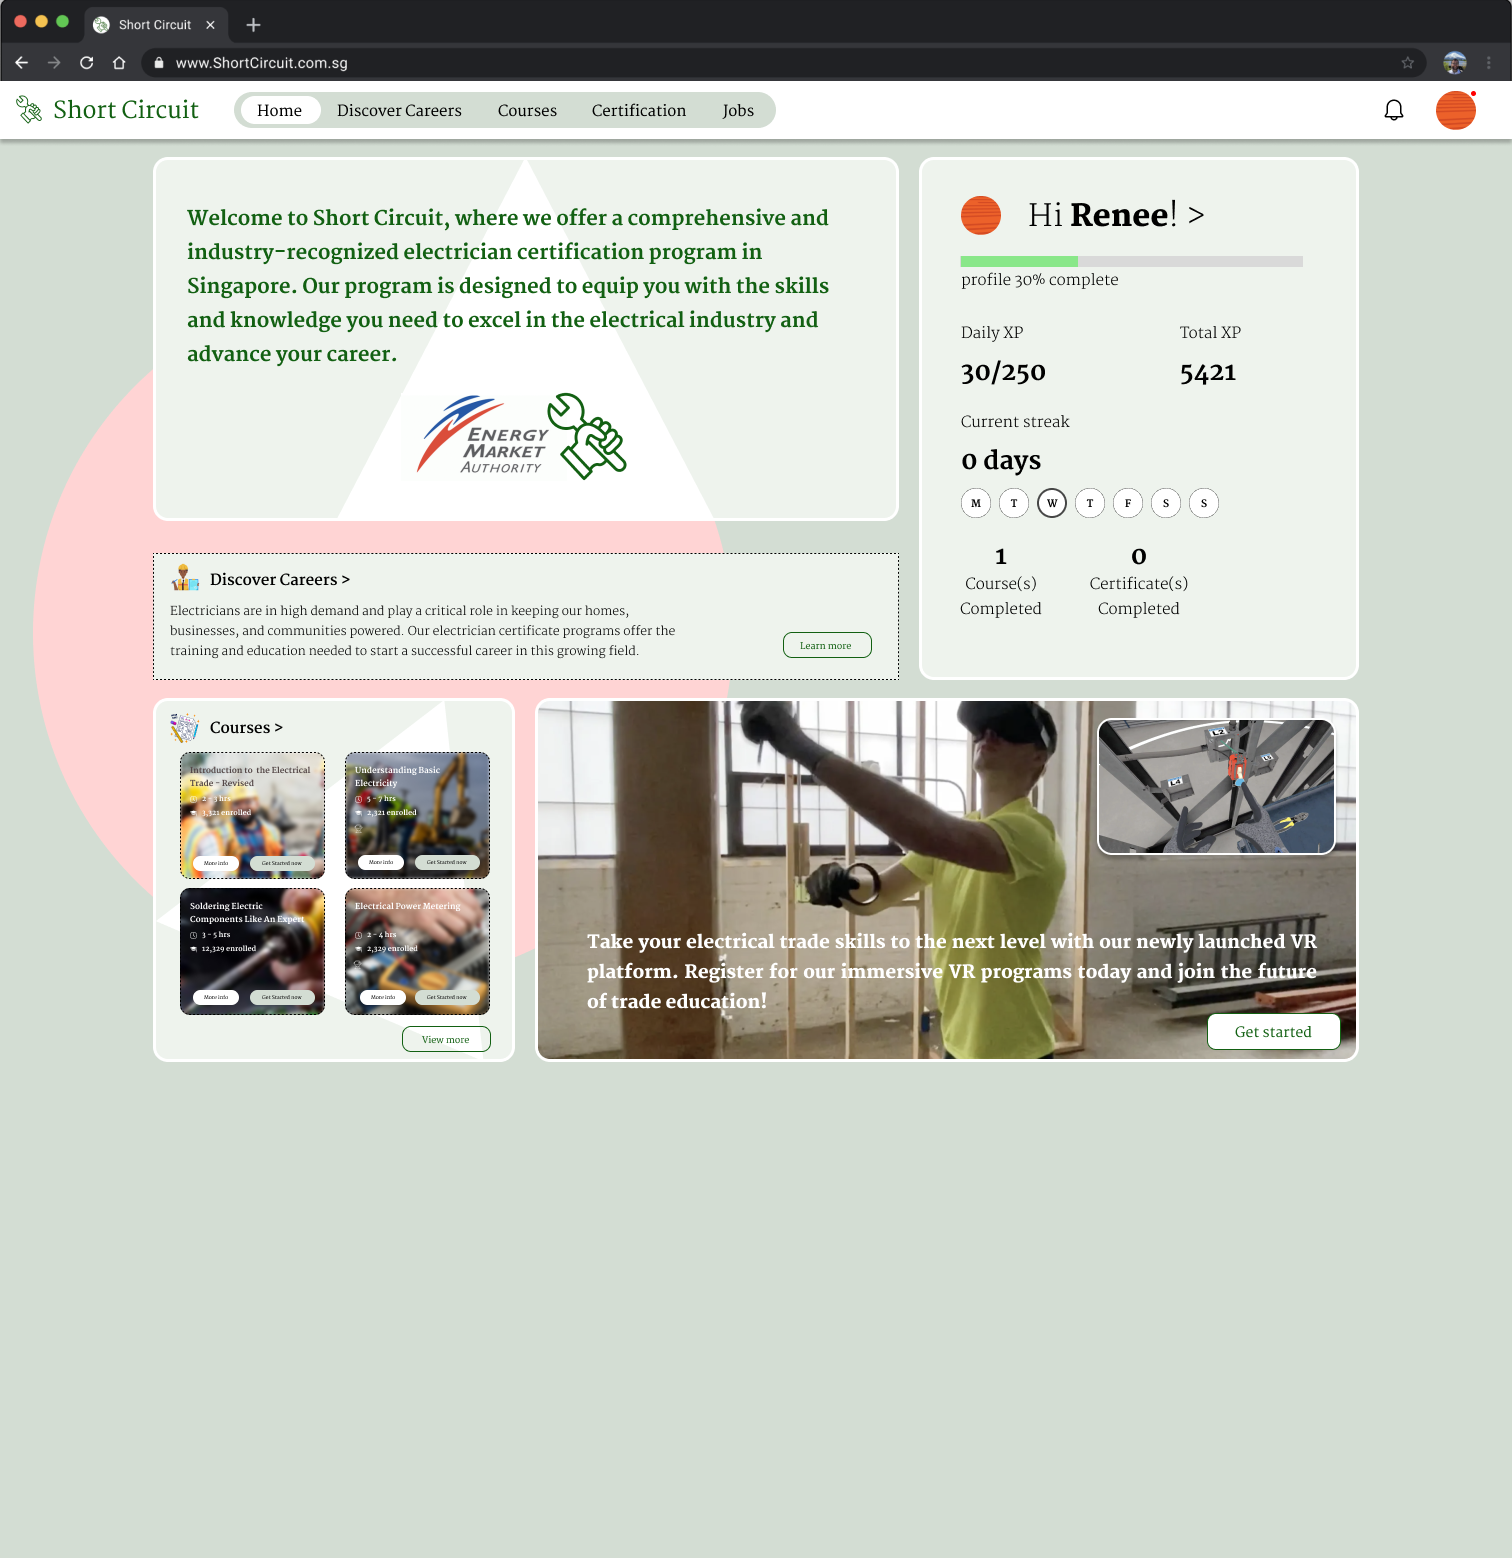 Short Circuit
www.ShortCircuit.com.sg
Short Circuit
Home
Discover Careers
Courses
Certification
Jobs
Welcome to Short Circuit, where we offer a comprehensive and
industry-recognized electrician certification program in
Singapore. Our program is designed to equip you with the skills
and knowledge you need to excel in the electrical industry and
advance your career.
ENERGY
MARKET
AUTHORITY
Hi Renee! >
profile 30% complete
Daily XP
Total XP
30/250
5421
Current streak
0 days
M T W T F S S
1
Course(s)
Completed
0
Certificate(s)
Completed
Discover Careers >
Electricians are in high demand and play a critical role in keeping our homes,
businesses, and communities powered. Our electrician certificate programs offer the
training and education needed to start a successful career in this growing field.
Learn more
Courses >
Introduction to the Electrical
Trade - Revised
2 - 3 hrs
3,321 enrolled
More info
Get Started now
Understanding Basic
Electricity
5 - 7 hrs
2,321 enrolled
More info
Get Started now
Soldering Electric
Components Like An Expert
3 - 5 hrs
12,329 enrolled
More info
Get Started now
Electrical Power Metering
2 - 4 hrs
2,329 enrolled
More info
Get Started now
View more
L2
L3
L4
Take your electrical trade skills to the next level with our newly launched VR
platform. Register for our immersive VR programs today and join the future
of trade education!
Get started